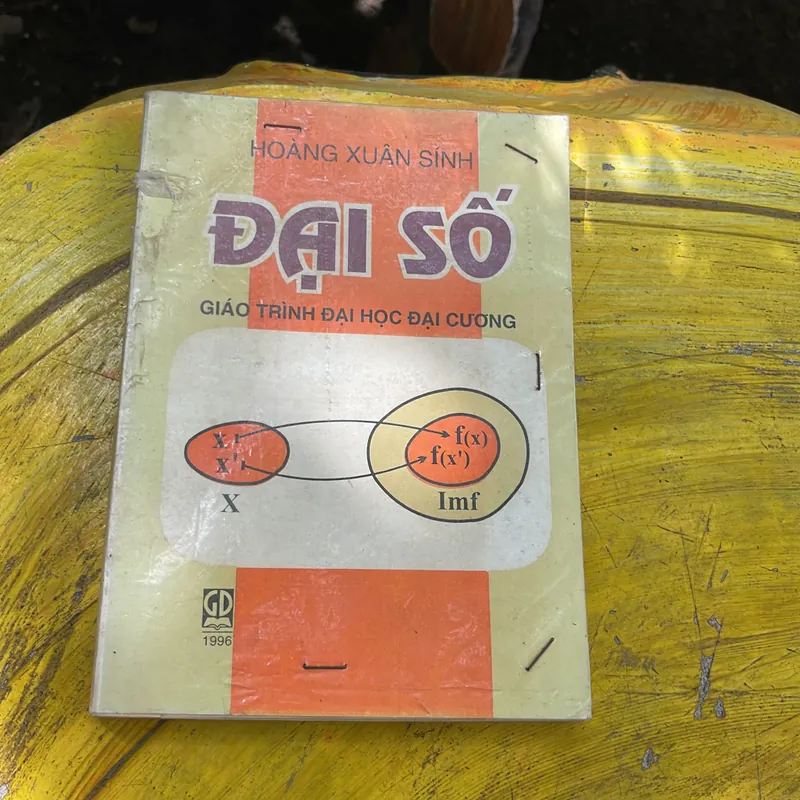 HOÀNG XUÂN SÍNH
ĐẠI SỐ
GIÁO TRÌNH ĐẠI HỌC ĐẠI CƯƠNG
x
f(x)
x'
f(x')
X
Imf
GD
1996